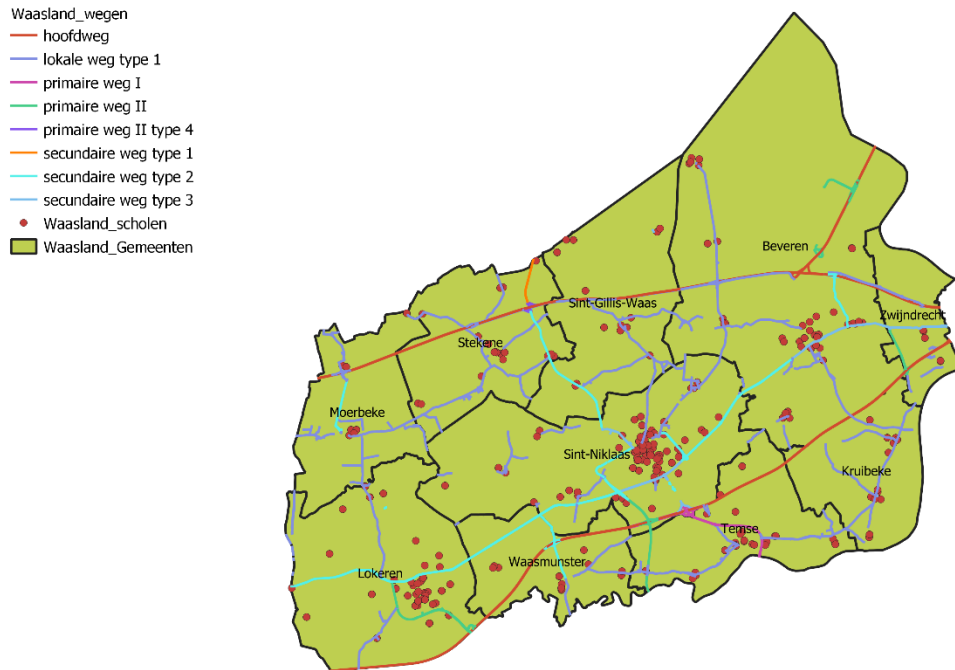 Waasland_wegen
hoofdweg
lokale weg type 1
primaire weg I
primaire weg II
primaire weg II type 4
secundaire weg type 1
secundaire weg type 2
secundaire weg type 3
Waasland_scholen
Waasland_Gemeenten
Beveren
Sint-Gillis-Waas
Zwijndrecht
Stekene
Moerbeke
Sint-Niklaas
Kruibeke
Temse
Waasmunster
Lokeren